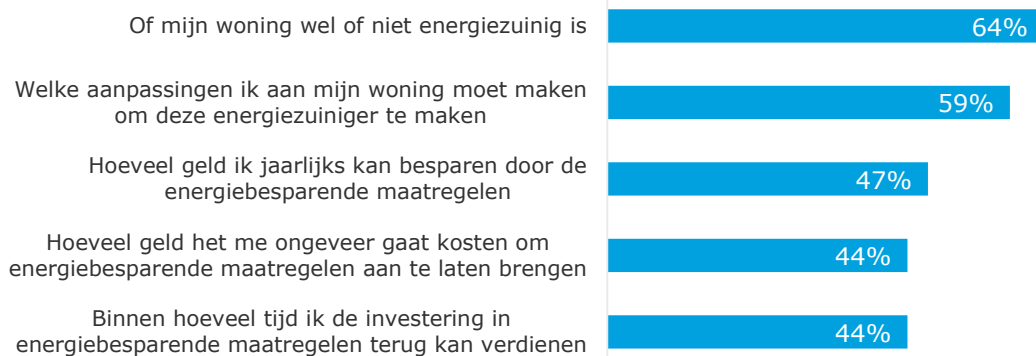 Of mijn woning wel of niet energiezuinig is
64%
Welke aanpassingen ik aan mijn woning moet maken
om deze energiezuiniger te maken
59%
Hoeveel geld ik jaarlijks kan besparen door de
energiebesparende maatregelen
47%
Hoeveel geld het me ongeveer gaat kosten om
energiebesparende maatregelen aan te laten brengen
44%
Binnen hoeveel tijd ik de investering in
energiebesparende maatregelen terug kan verdienen
44%